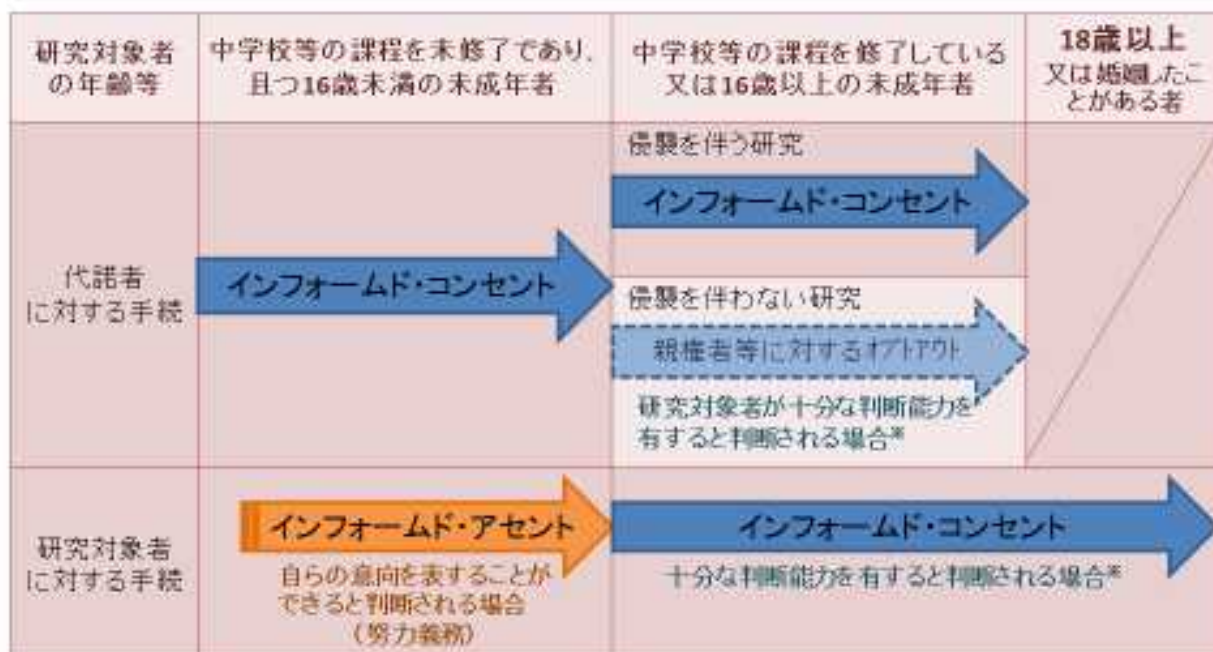 研究対象者
の年齢等
中学校等の課程を未修了であり、
且つ16歳未満の未成年者
中学校等の課程を修了している
又は16歳以上の未成年者
18歳以上
又は婚姻したこ
とがある者
代諾者
に対する手続
インフォームド・コンセント
侵襲を伴う研究
インフォームド・コンセント
侵襲を伴わない研究
親権者等に対するオプトアウト
研究対象者が十分な判断能力を
有すると判断される場合※
研究対象者
に対する手続
インフォームド・アセント
自らの意向を表することが
できると判断される場合
(努力義務)
インフォームド・コンセント
十分な判断能力を有すると判断される場合※